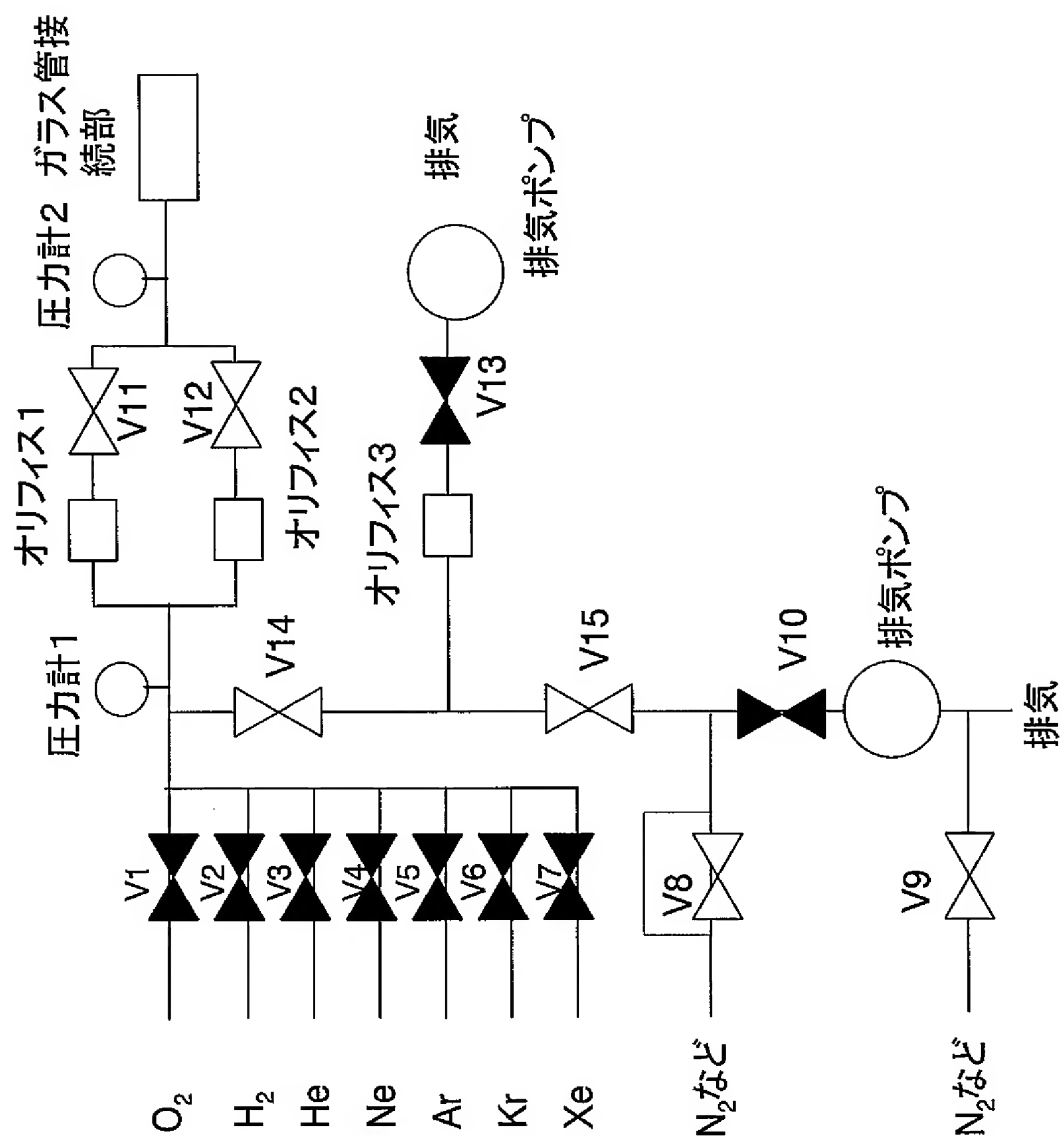 O₂
H₂
He
Ne
Ar
Kr
Xe
N₂など
N₂など
V1
V2
V3
V4
V5
V6
V7
V8
V9
圧力計1
V14
V15
V10
排気ポンプ
排気
オリフィス1
オリフィス2
オリフィス3
V11
V12
V13
圧力計2
ガラス管接
続部
排気
排気ポンプ